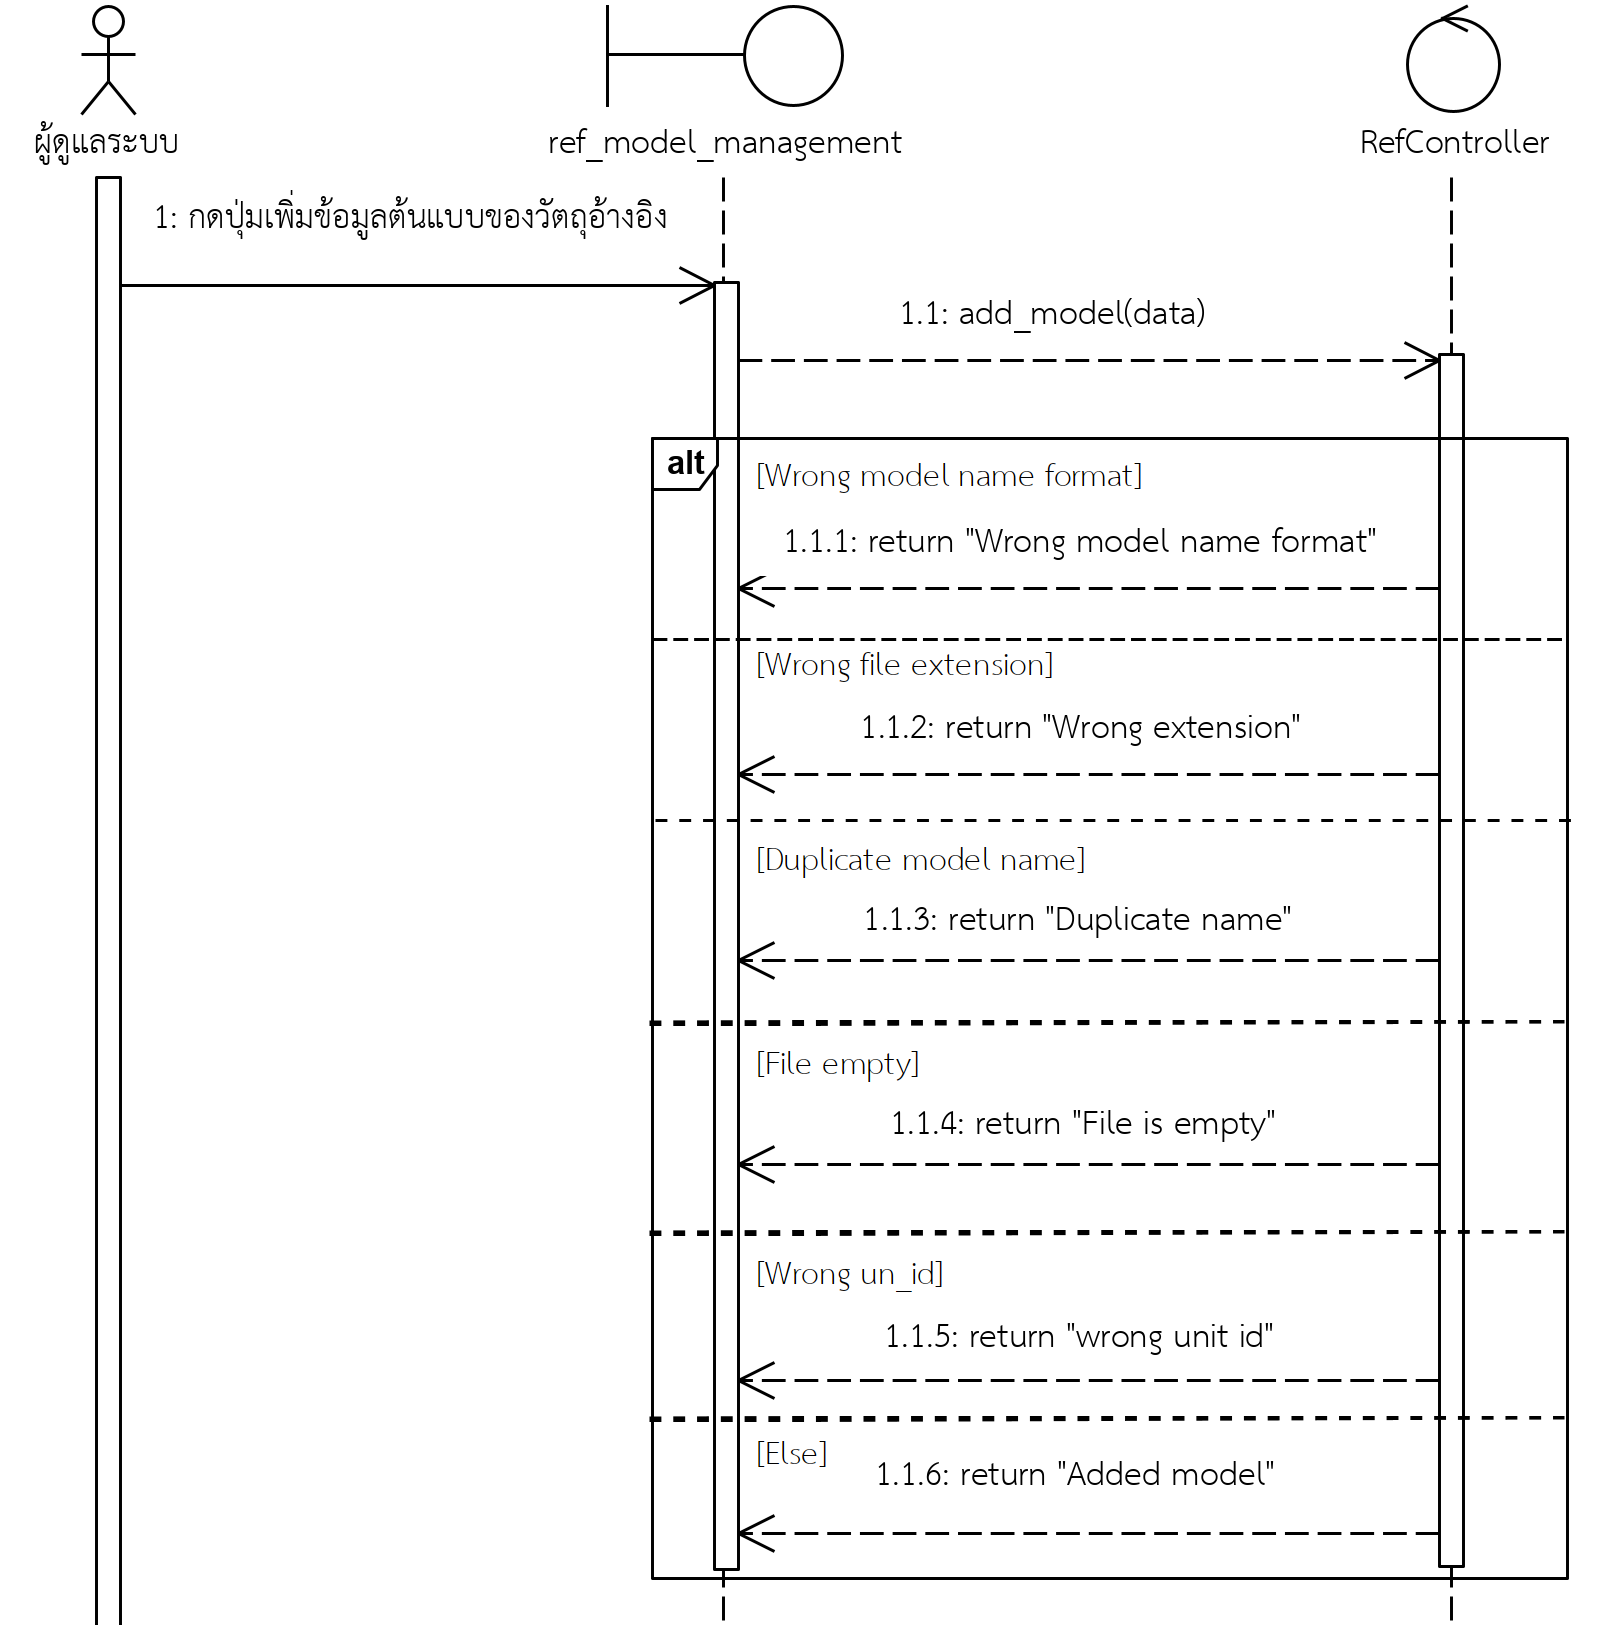 ผู้ดูแลระบบ
ref_model_management
RefController
1: กดปุ่มเพิ่มข้อมูลต้นแบบของวัตถุอ้างอิง
1.1: add_model(data)
alt
[Wrong model name format]
1.1.1: return "Wrong model name format"
[Wrong file extension]
1.1.2: return "Wrong extension"
[Duplicate model name]
1.1.3: return "Duplicate name"
[File empty]
1.1.4: return "File is empty"
[Wrong un_id]
1.1.5: return "wrong unit id"
[Else]
1.1.6: return "Added model"